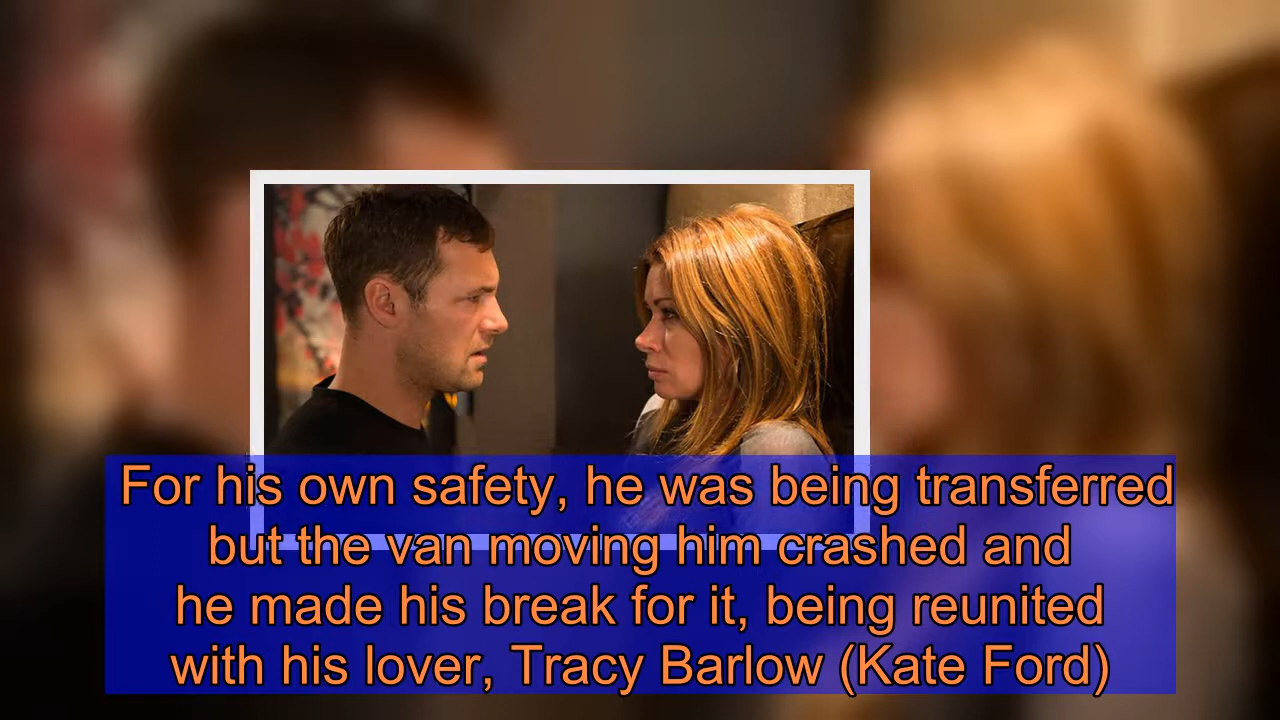 For his own safety, he was being transferred
but the van moving him crashed and
he made his break for it, being reunited
with his lover, Tracy Barlow (Kate Ford)